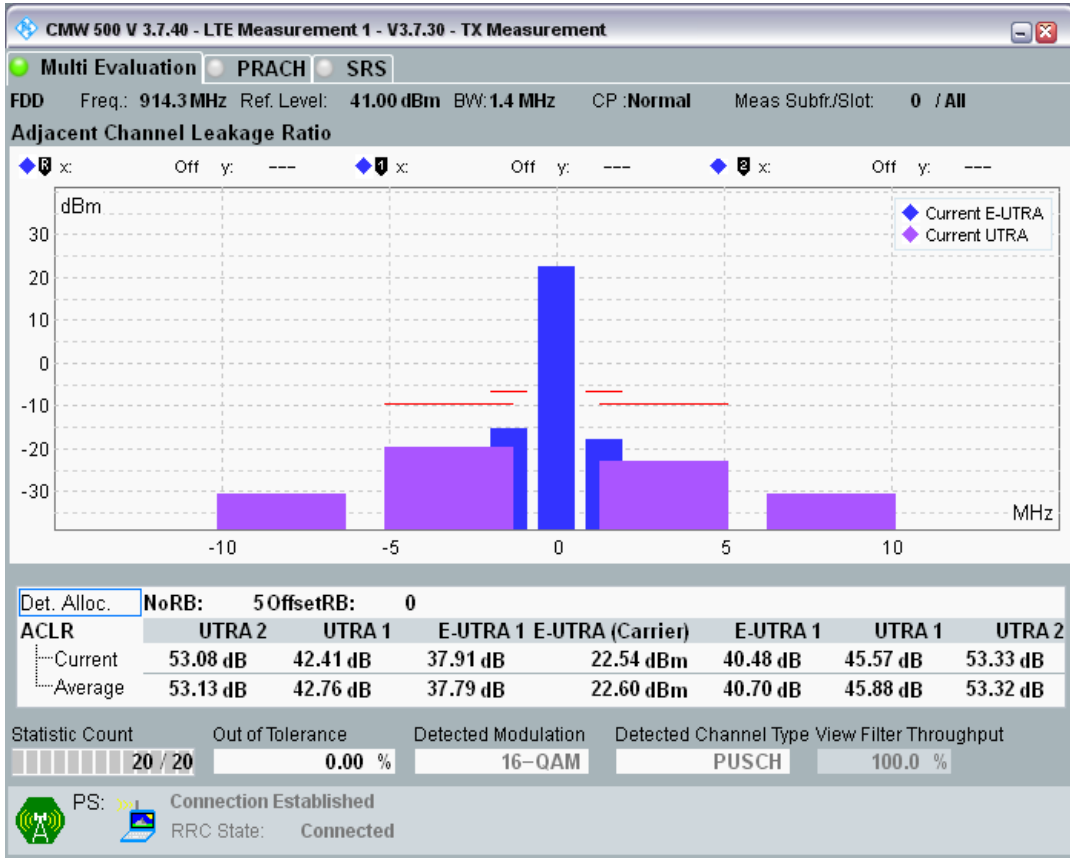 CMW 500 V 3.7.40 - LTE Measurement 1 - V3.7.30 - TX Measurement
Multi Evaluation PRACH SRS
FDD Freq.: 914.3 MHz Ref. Level: 41.00 dBm BW: 1.4 MHz CP :Normal Meas Subfr./Slot: 0 / All
Adjacent Channel Leakage Ratio
R x: Off y: --- 1 x: Off y: --- 2 x: Off y: ---
dBm
Current E-UTRA
Current UTRA
30
20
10
0
-10
-20
-30
MHz
-10 -5 0 5 10
Det. Alloc. NoRB: 5 OffsetRB: 0
ACLR UTRA 2 UTRA 1 E-UTRA 1 E-UTRA (Carrier) E-UTRA 1 UTRA 1 UTRA 2
Current 53.08 dB 42.41 dB 37.91 dB 22.54 dBm 40.48 dB 45.57 dB 53.33 dB
Average 53.13 dB 42.76 dB 37.79 dB 22.60 dBm 40.70 dB 45.88 dB 53.32 dB
Statistic Count Out of Tolerance Detected Modulation Detected Channel Type View Filter Throughput
20 / 20 0.00 % 16-QAM PUSCH 100.0 %
PS: Connection Established
RRC State: Connected